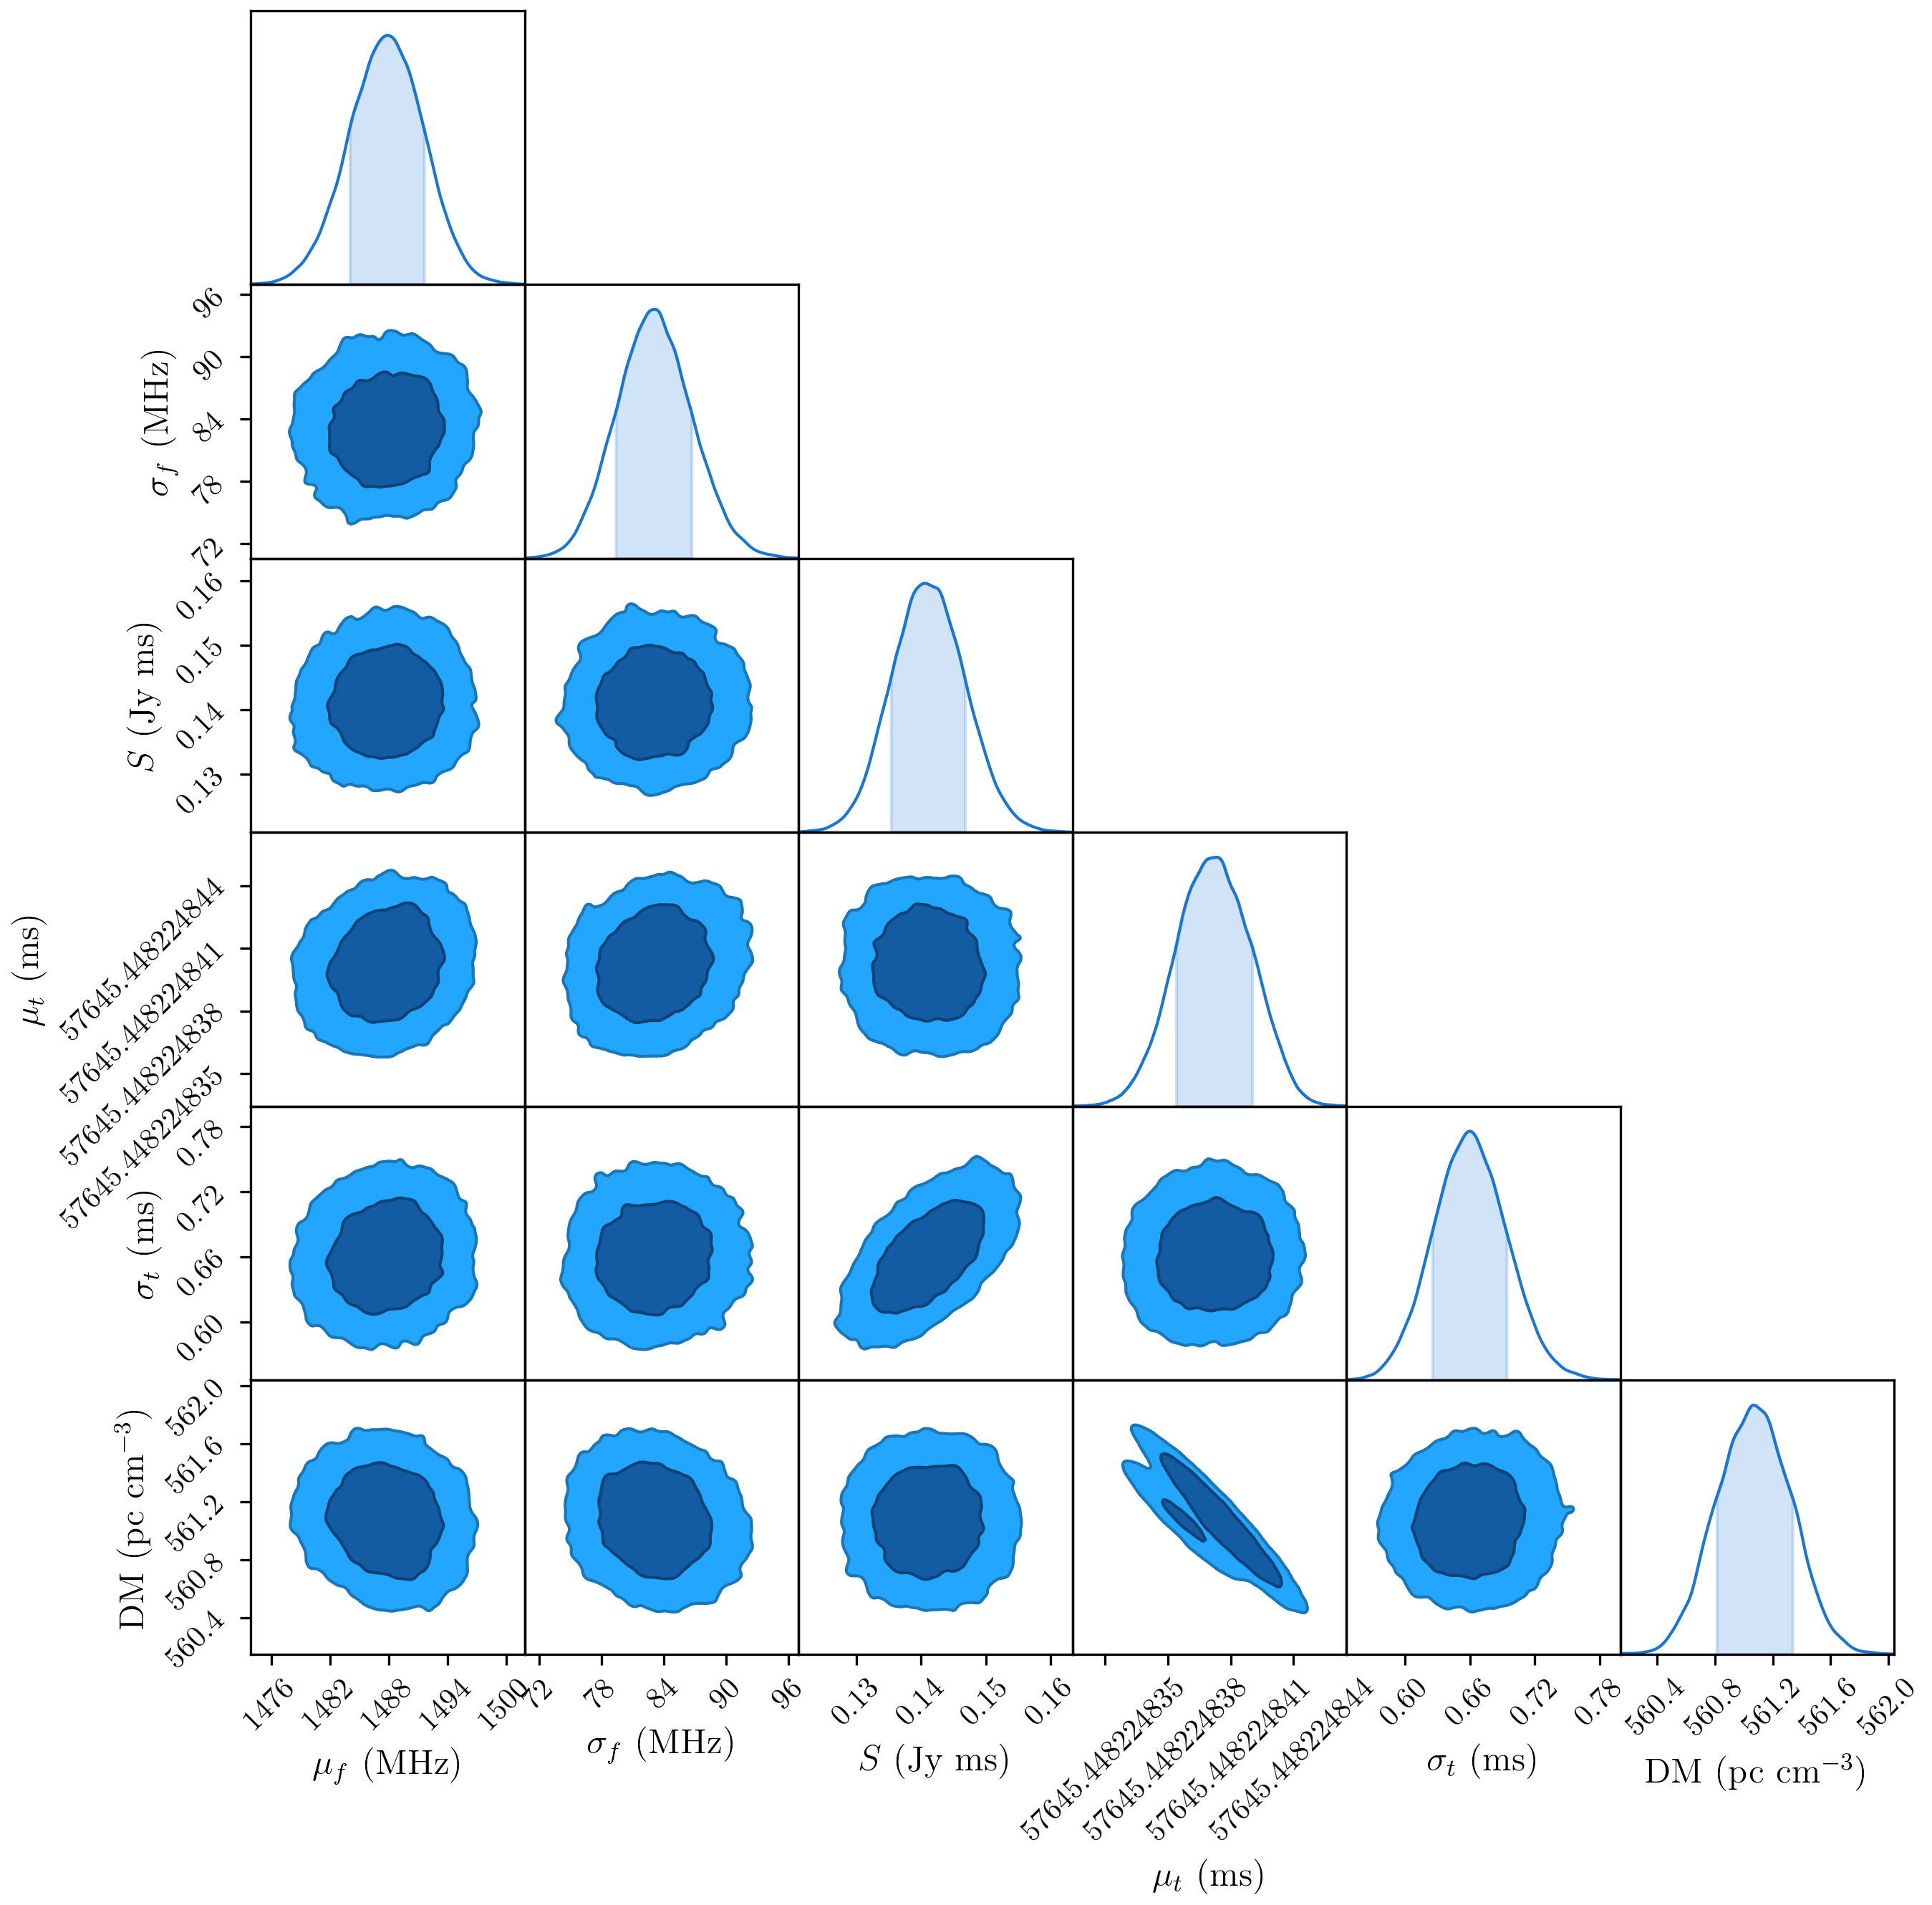 96
90
84
78
72
σ_f (MHz)
0.16
0.15
0.14
0.13
S (Jy ms)
57645.448224844
57645.448224841
57645.448224838
57645.448224835
μ_t (ms)
0.78
0.72
0.66
0.60
σ_t (ms)
562.0
561.6
561.2
560.8
560.4
DM (pc cm⁻³)
1476 1482 1488 1494 1500
72 78 84 90 96
0.13 0.14 0.15 0.16
57645.448224835 57645.448224838 57645.448224841 57645.448224844
0.60 0.66 0.72 0.78
560.4 560.8 561.2 561.6 562.0
μ_f (MHz)
σ_f (MHz)
S (Jy ms)
μ_t (ms)
σ_t (ms)
DM (pc cm⁻³)